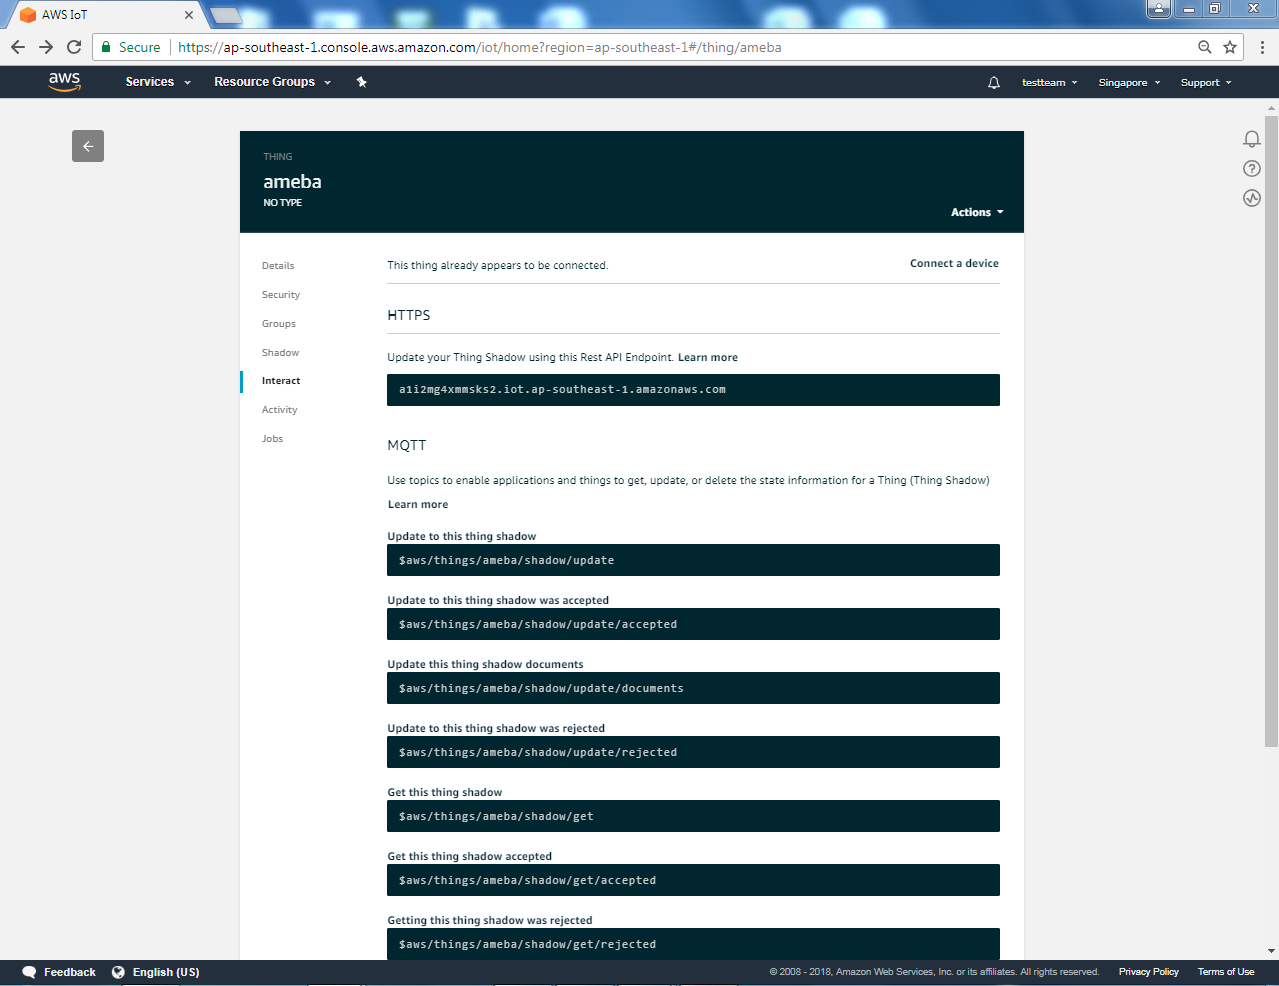 AWS IoT
Secure https://ap-southeast-1.console.aws.amazon.com/iot/home?region=ap-southeast-1#/thing/ameba
aws Services Resource Groups testteam Singapore Support
THING
ameba
NO TYPE
Actions
Details
Security
Groups
Shadow
Interact
Activity
Jobs
This thing already appears to be connected. Connect a device
HTTPS
Update your Thing Shadow using this Rest API Endpoint. Learn more
a1i2mg4xmmsks2.iot.ap-southeast-1.amazonaws.com
MQTT
Use topics to enable applications and things to get, update, or delete the state information for a Thing (Thing Shadow)
Learn more
Update to this thing shadow
$aws/things/ameba/shadow/update
Update to this thing shadow was accepted
$aws/things/ameba/shadow/update/accepted
Update this thing shadow documents
$aws/things/ameba/shadow/update/documents
Update to this thing shadow was rejected
$aws/things/ameba/shadow/update/rejected
Get this thing shadow
$aws/things/ameba/shadow/get
Get this thing shadow accepted
$aws/things/ameba/shadow/get/accepted
Getting this thing shadow was rejected
$aws/things/ameba/shadow/get/rejected
Feedback English (US) © 2008 - 2018, Amazon Web Services, Inc. or its affiliates. All rights reserved. Privacy Policy Terms of Use